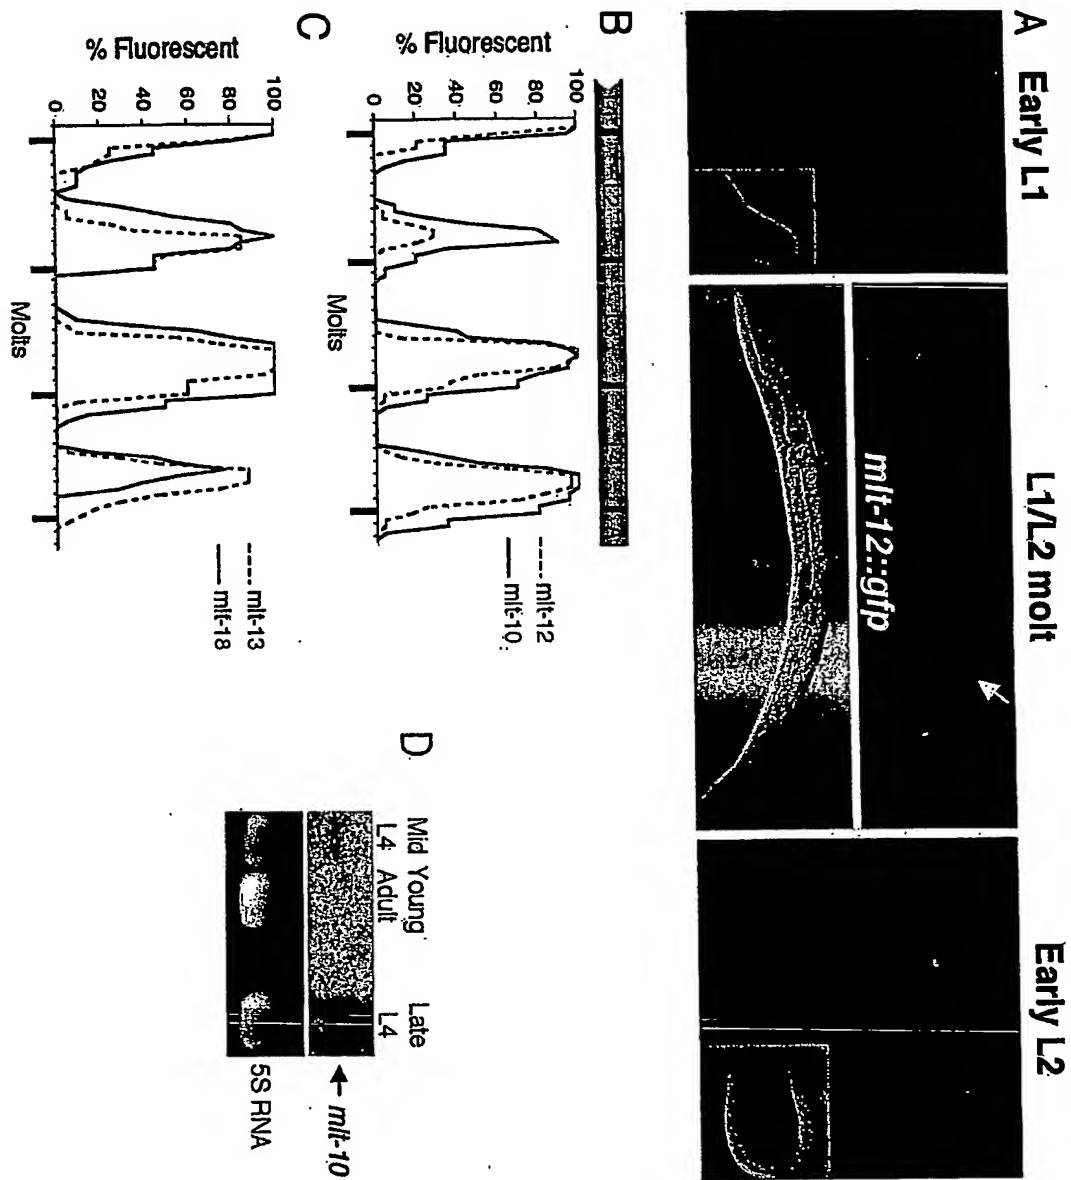 A
Early L1
L1/L2 molt
Early L2
mlt-12::gfp
B
% Fluorescent
100
80
60
40
20
0
mlt-12
mlt-10
C
% Fluorescent
100
80
60
40
20
0
Molts
Molts
mlt-13
mlt-18
D
Mid L4
Young Adult
Late L4
mlt-10
5S RNA